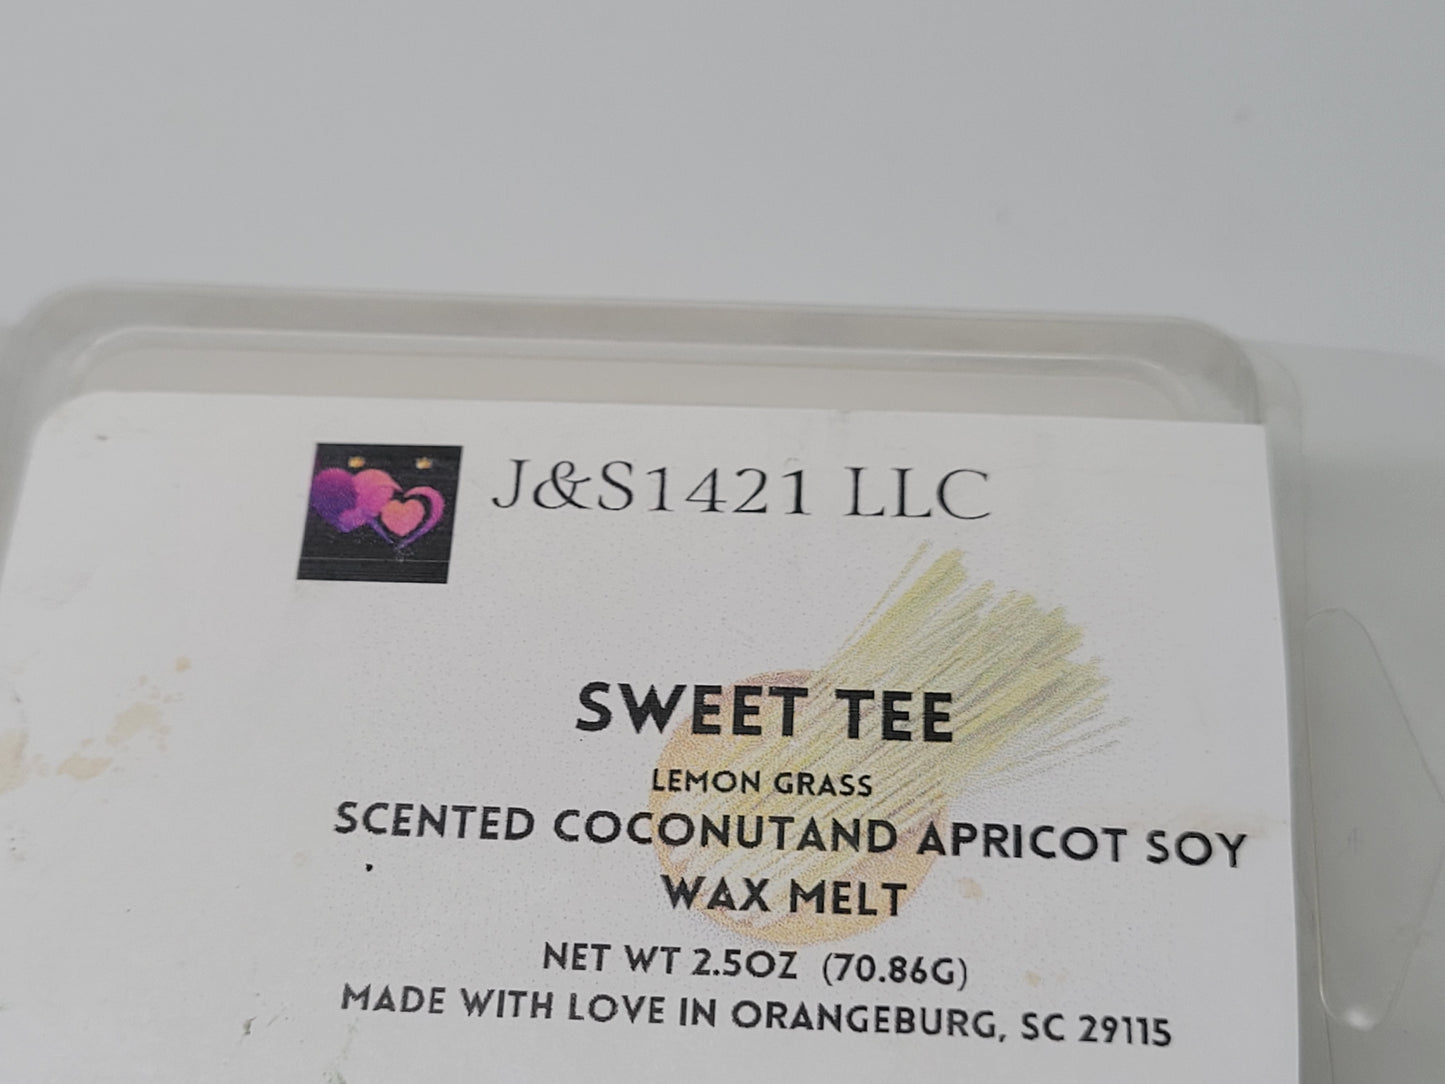 J&S1421 LLC
SWEET TEE
LEMON GRASS
SCENTED COCONUTAND APRICOT SOY
WAX MELT
NET WT 2.5OZ (70.86G)
MADE WITH LOVE IN ORANGEBURG, SC 29115